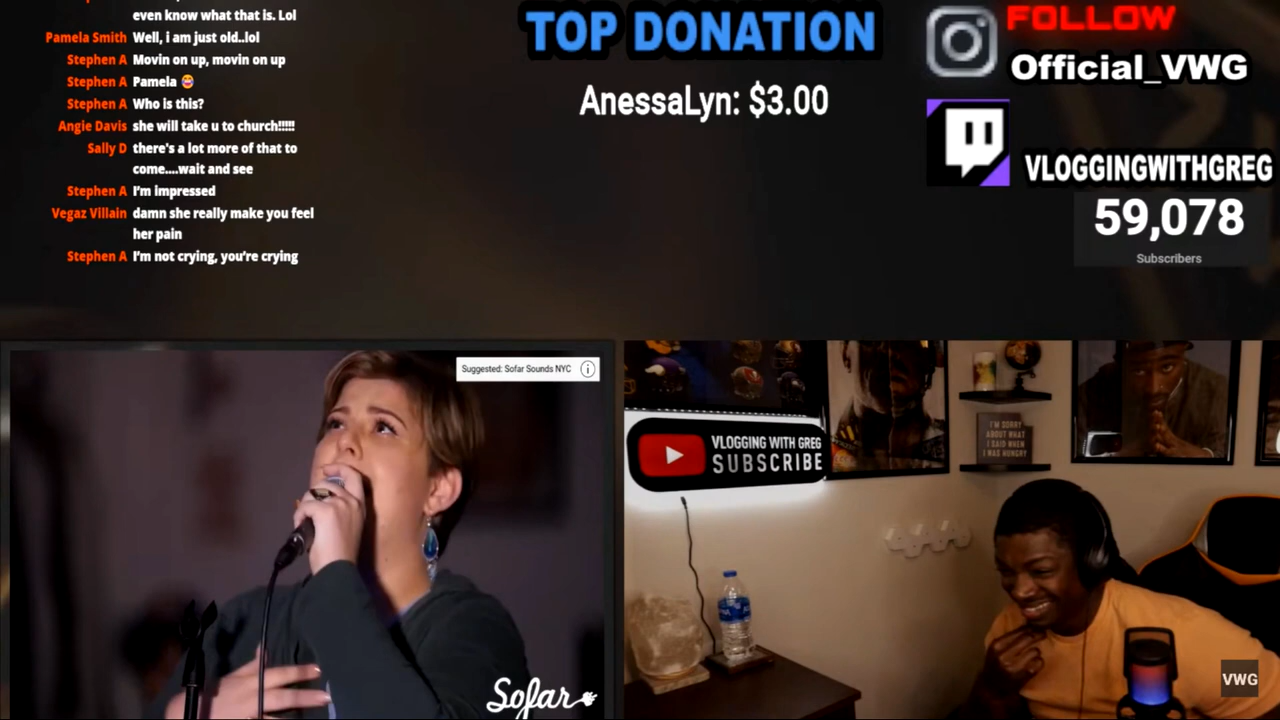 even know what that is. Lol
Pamela Smith Well, i am just old..lol
Stephen A Movin on up, movin on up
Stephen A Pamela 😂
Stephen A Who is this?
Angie Davis she will take u to church!!!!!
Sally D there's a lot more of that to
come....wait and see
Stephen A I'm impressed
Vegaz Villain damn she really make you feel
her pain
Stephen A I'm not crying, you're crying
TOP DONATION
AnessaLyn: $3.00
FOLLOW
Official_VWG
VLOGGINGWITHGREG
59,078
Subscribers
Suggested: Sofar Sounds NYC
Sofar
VLOGGING WITH GREG
SUBSCRIBE
I'M SORRY
ABOUT WHAT
I SAID WHEN
I WAS HUNGRY
VWG